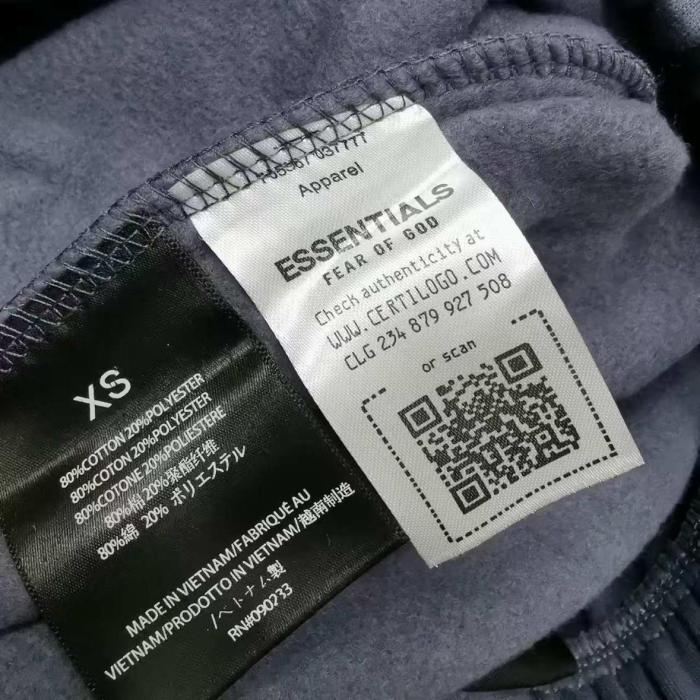 XS
80%COTTON 20%POLYESTER
80%COTON 20%POLYESTER
80%COTONE 20%POLIESTERE
80%棉 20%聚酯纤维
80%綿 20% ポリエステル
MADE IN VIETNAM/FABRIQUE AU
VIETNAM/PRODOTTO IN VIETNAM/越南制造
/ベトナム製
RN#090233
037777
Apparel
ESSENTIALS
FEAR OF GOD
Check authenticity at
WWW.CERTILOGO.COM
CLG 234 879 927 508
or scan